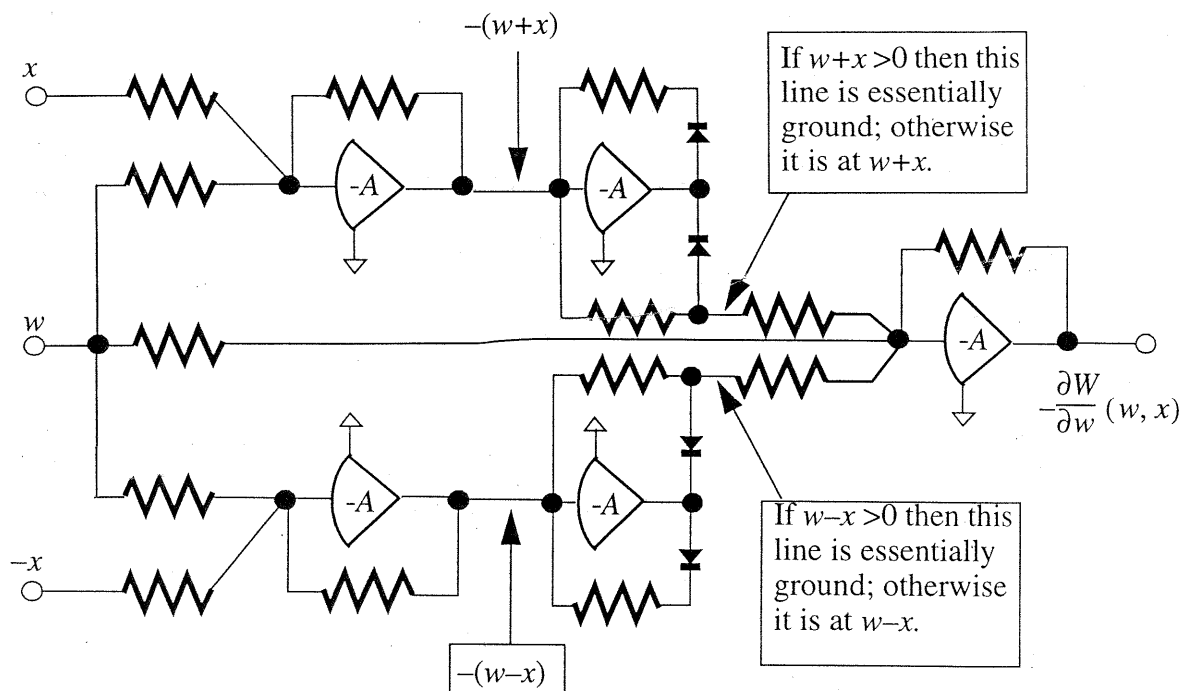 −(w+x)
x
If w+x >0 then this
line is essentially
ground; otherwise
it is at w+x.
-A
-A
w
-A
-∂W/∂w (w, x)
-A
-A
If w−x >0 then this
line is essentially
ground; otherwise
it is at w−x.
−x
−(w−x)